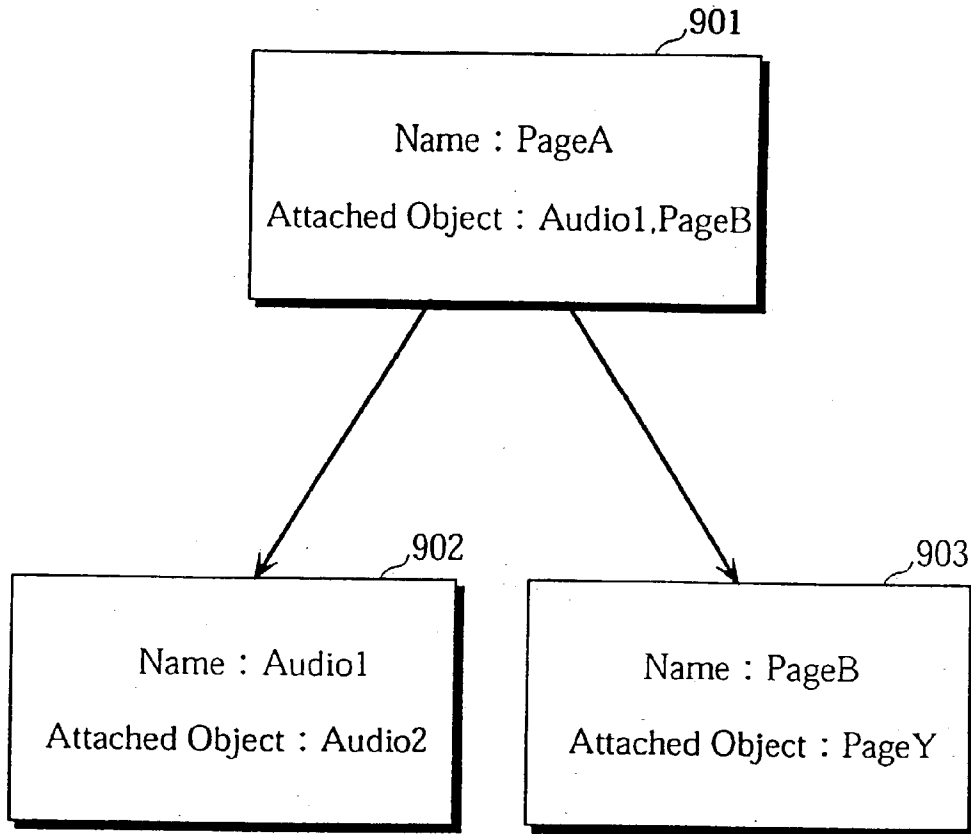 901
Name : PageA
Attached Object : Audio1,PageB
902
Name : Audio1
Attached Object : Audio2
903
Name : PageB
Attached Object : PageY